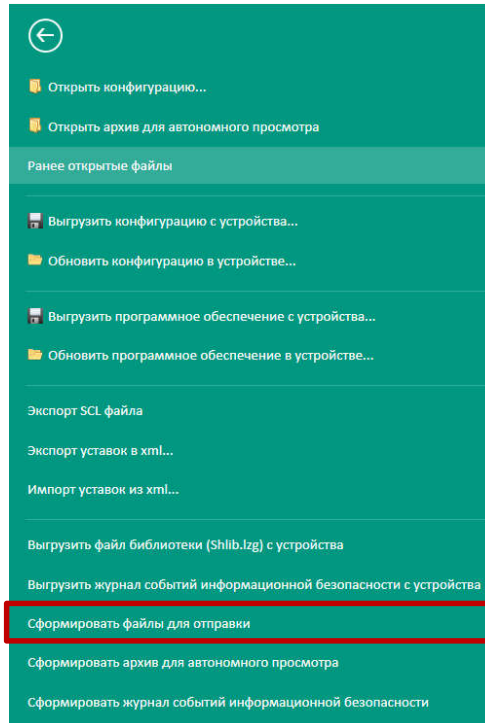 Открыть конфигурацию...
Открыть архив для автономного просмотра
Ранее открытые файлы
Выгрузить конфигурацию с устройства...
Обновить конфигурацию в устройстве...
Выгрузить программное обеспечение с устройства...
Обновить программное обеспечение в устройстве...
Экспорт SCL файла
Экспорт уставок в xml...
Импорт уставок из xml...
Выгрузить файл библиотеки (Shlib.lzg) с устройства
Выгрузить журнал событий информационной безопасности с устройства
Сформировать файлы для отправки
Сформировать архив для автономного просмотра
Сформировать журнал событий информационной безопасности